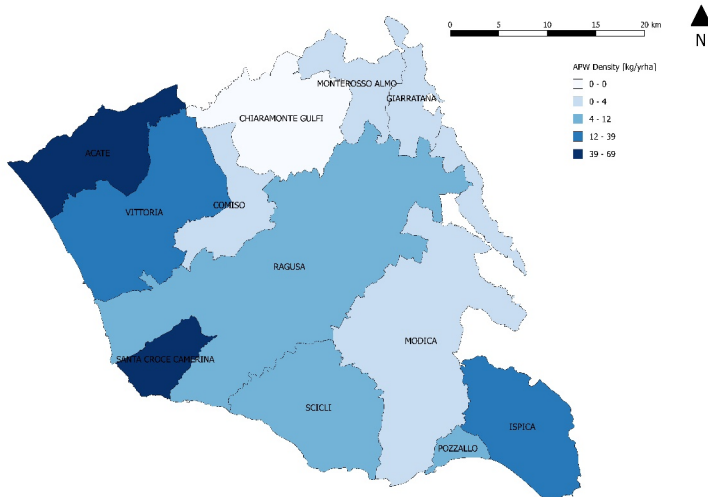 0 5 10 15 20 km
N
APW Density [kg/yrha]
0 - 0
0 - 4
4 - 12
12 - 39
39 - 69
MONTEROSSO ALMO
GIARRATANA
CHIARAMONTE GULFI
ACATE
COMISO
VITTORIA
RAGUSA
MODICA
SANTA CROCE CAMERINA
SCICLI
ISPICA
POZZALLO